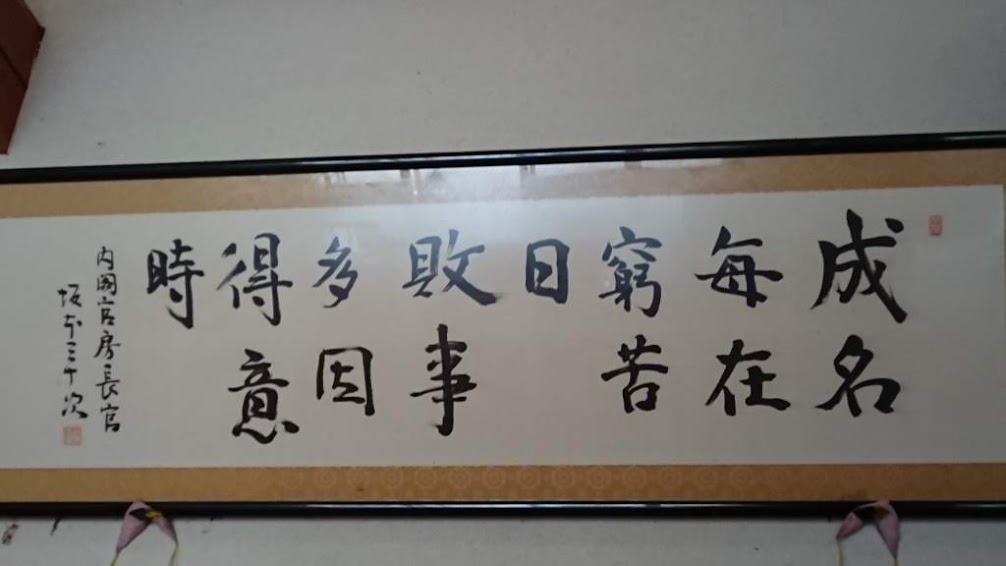 成名
每在
窮苦
日
敗事
多因
得意
時
内閣官房長官
坂本三十次